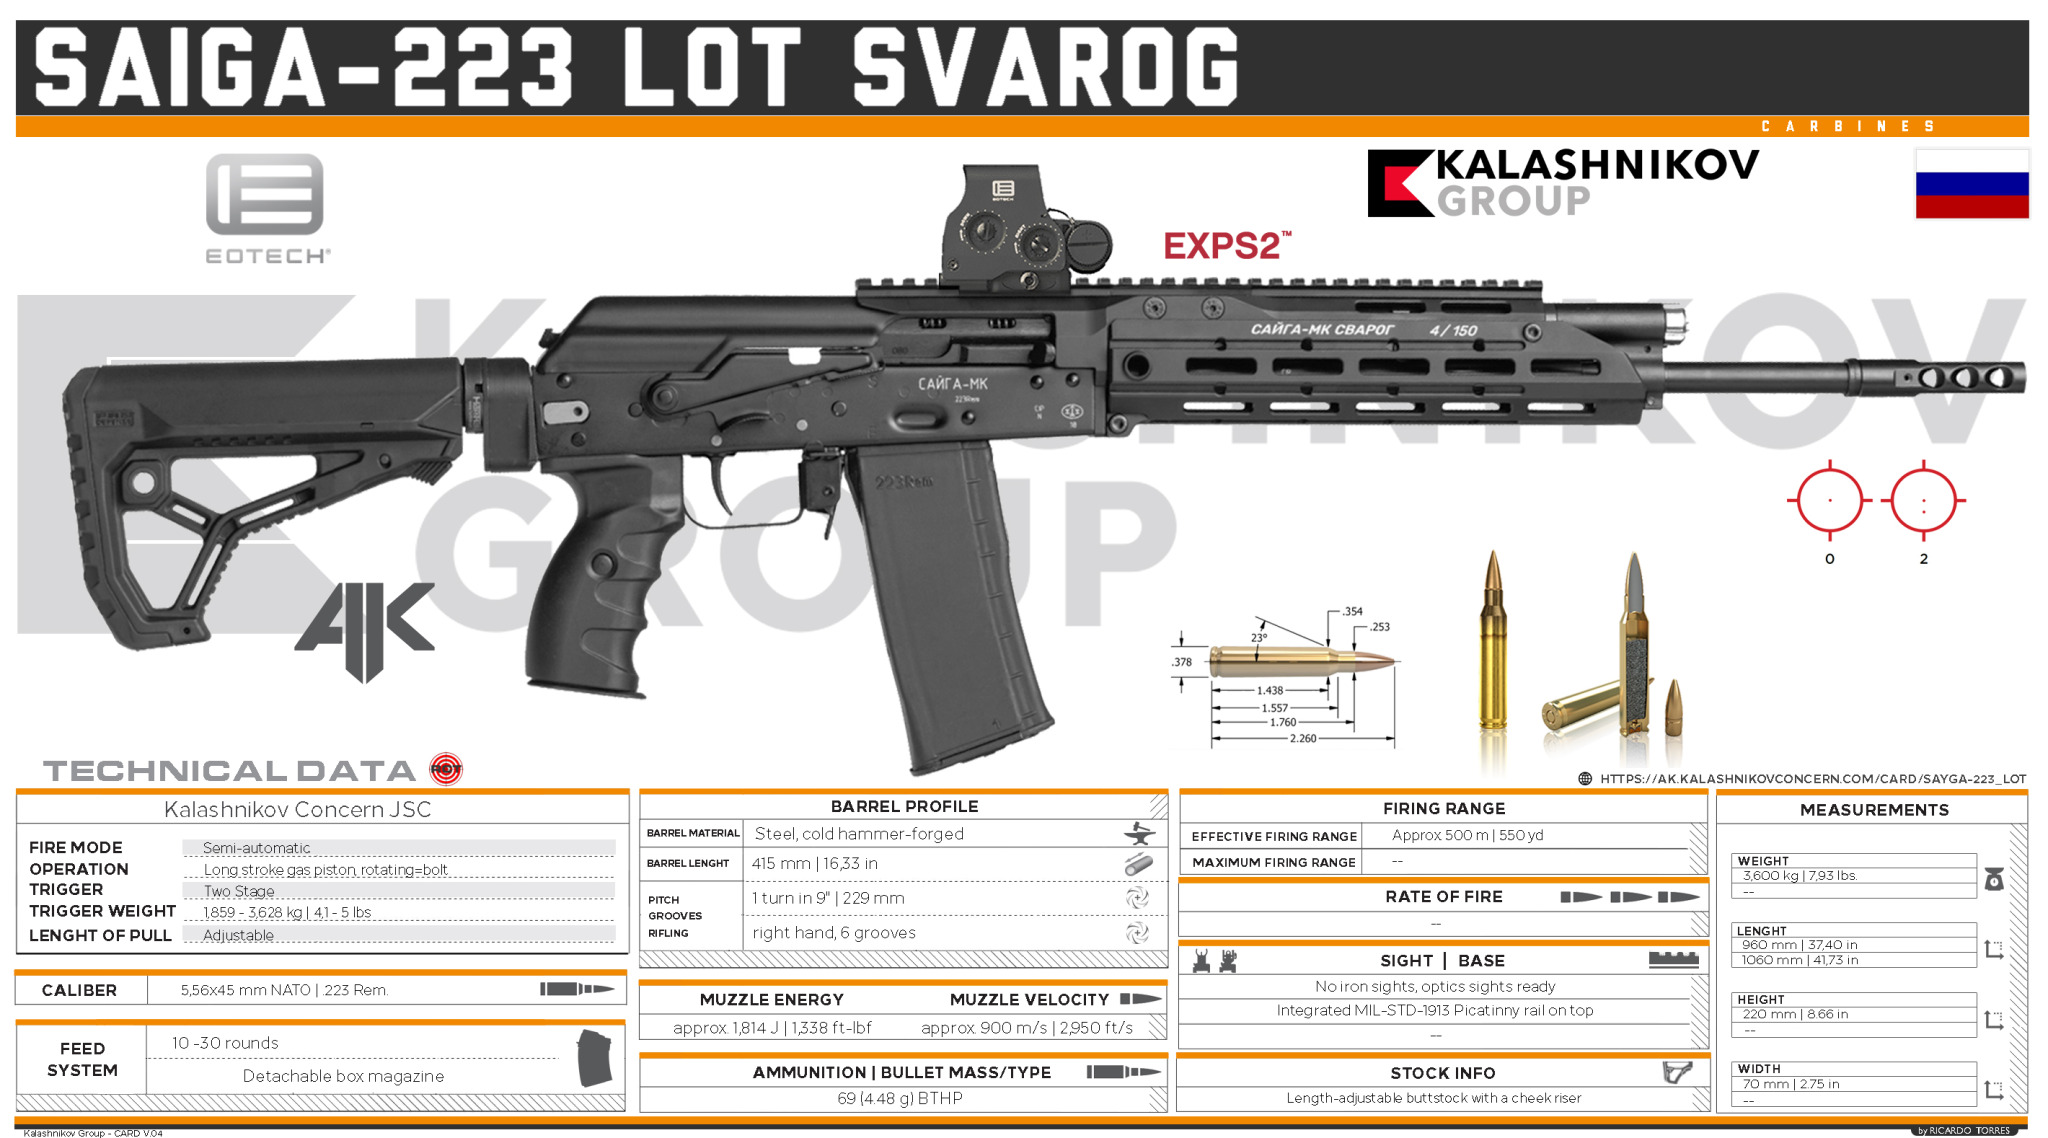 SAIGA-223 LOT SVAROG
CARBINES
EOTECH®
EOTECH
EXPS2™
KALASHNIKOV
GROUP
KALASHNIKOV
GROUP
САЙГА-МК СВАРОГ 4/150
САЙГА-МК
223Rem
223Rem
AK
0 2
.354
.253
23°
.378
1.438
1.557
1.760
2.260
TECHNICAL DATA
HTTPS://AK.KALASHNIKOVCONCERN.COM/CARD/SAYGA-223_LOT
Kalashnikov Concern JSC
FIRE MODE Semi-automatic
OPERATION Long stroke gas piston, rotating=bolt
TRIGGER Two Stage
TRIGGER WEIGHT 1,859 - 3,628 kg | 4,1 - 5 lbs
LENGHT OF PULL Adjustable
CALIBER 5,56x45 mm NATO | .223 Rem.
FEED SYSTEM
10 -30 rounds
Detachable box magazine
BARREL PROFILE
BARREL MATERIAL Steel, cold hammer-forged
BARREL LENGHT 415 mm | 16,33 in
PITCH 1 turn in 9" | 229 mm
GROOVES
RIFLING right hand, 6 grooves
MUZZLE ENERGY MUZZLE VELOCITY
approx. 1,814 J | 1,338 ft-lbf approx. 900 m/s | 2,950 ft/s
AMMUNITION | BULLET MASS/TYPE
69 (4.48 g) BTHP
FIRING RANGE
EFFECTIVE FIRING RANGE Approx 500 m | 550 yd
MAXIMUM FIRING RANGE --
RATE OF FIRE
--
SIGHT | BASE
No iron sights, optics sights ready
Integrated MIL-STD-1913 Picatinny rail on top
--
STOCK INFO
Length-adjustable buttstock with a cheek riser
MEASUREMENTS
WEIGHT
3,600 kg | 7,93 lbs.
--
LENGHT
960 mm | 37,40 in
1060 mm | 41,73 in
HEIGHT
220 mm | 8.66 in
--
WIDTH
70 mm | 2.75 in
--
Kalashnikov Group - CARD V.04
by RICARDO TORRES